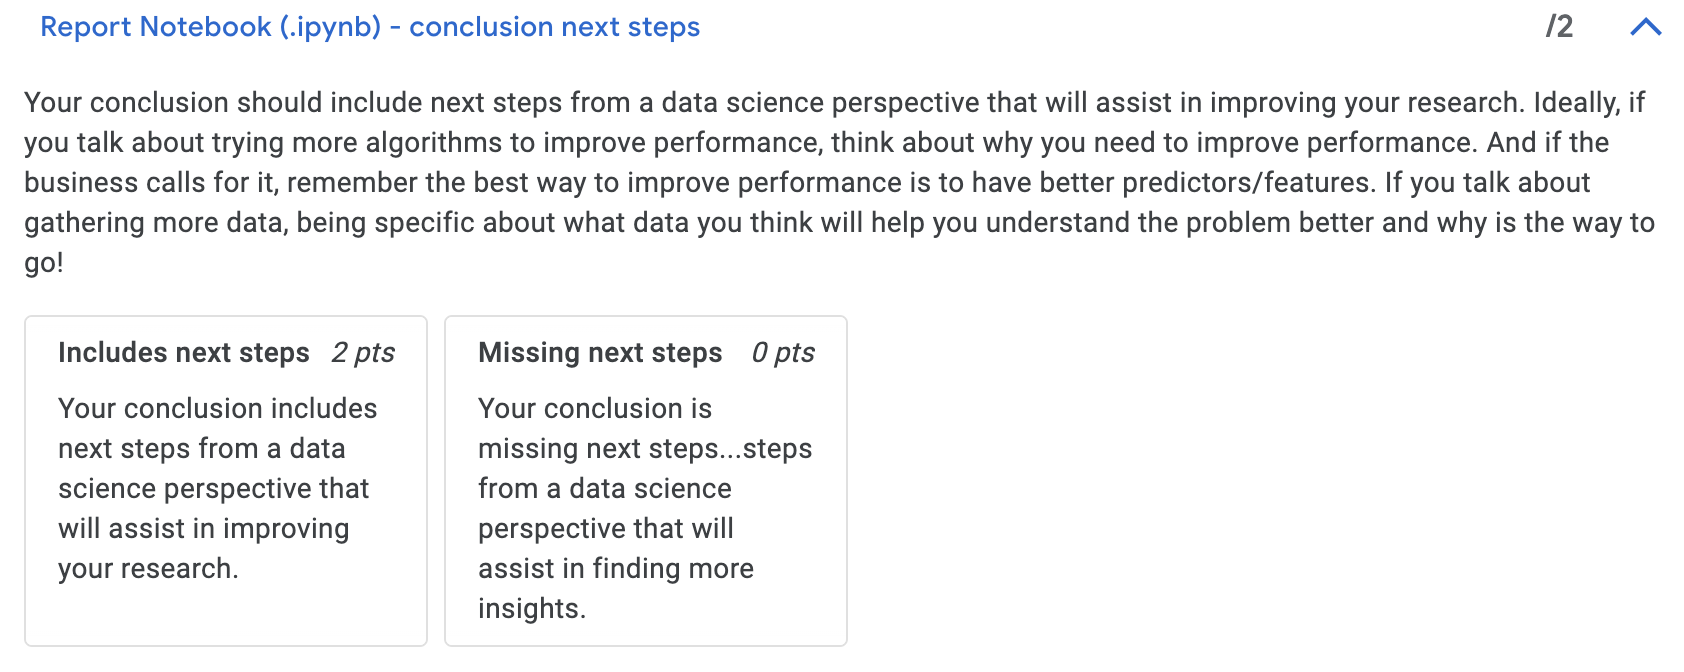 Report Notebook (.ipynb) - conclusion next steps /2
Your conclusion should include next steps from a data science perspective that will assist in improving your research. Ideally, if
you talk about trying more algorithms to improve performance, think about why you need to improve performance. And if the
business calls for it, remember the best way to improve performance is to have better predictors/features. If you talk about
gathering more data, being specific about what data you think will help you understand the problem better and why is the way to
go!
Includes next steps 2 pts
Your conclusion includes
next steps from a data
science perspective that
will assist in improving
your research.
Missing next steps 0 pts
Your conclusion is
missing next steps...steps
from a data science
perspective that will
assist in finding more
insights.